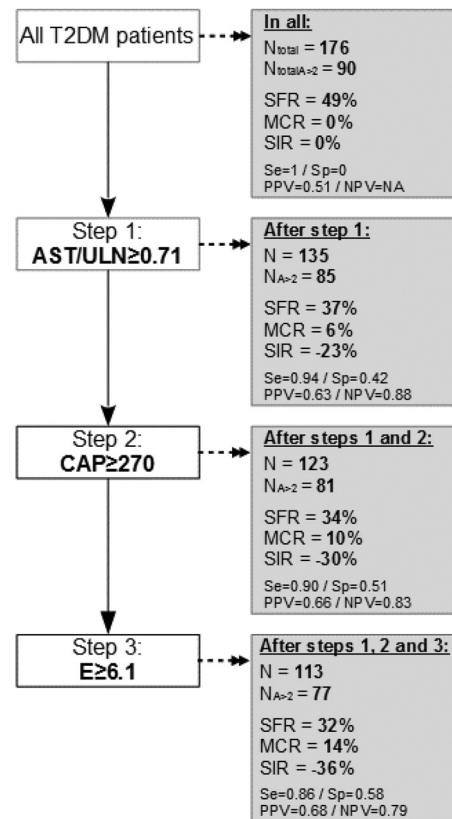 All T2DM patients
In all:
Ntotal = 176
NtotalA>2 = 90
SFR = 49%
MCR = 0%
SIR = 0%
Se=1 / Sp=0
PPV=0.51 / NPV=NA
Step 1:
AST/ULN≥0.71
After step 1:
N = 135
NA>2 = 85
SFR = 37%
MCR = 6%
SIR = -23%
Se=0.94 / Sp=0.42
PPV=0.63 / NPV=0.88
Step 2:
CAP≥270
After steps 1 and 2:
N = 123
NA>2 = 81
SFR = 34%
MCR = 10%
SIR = -30%
Se=0.90 / Sp=0.51
PPV=0.66 / NPV=0.83
Step 3:
E≥6.1
After steps 1, 2 and 3:
N = 113
NA>2 = 77
SFR = 32%
MCR = 14%
SIR = -36%
Se=0.86 / Sp=0.58
PPV=0.68 / NPV=0.79